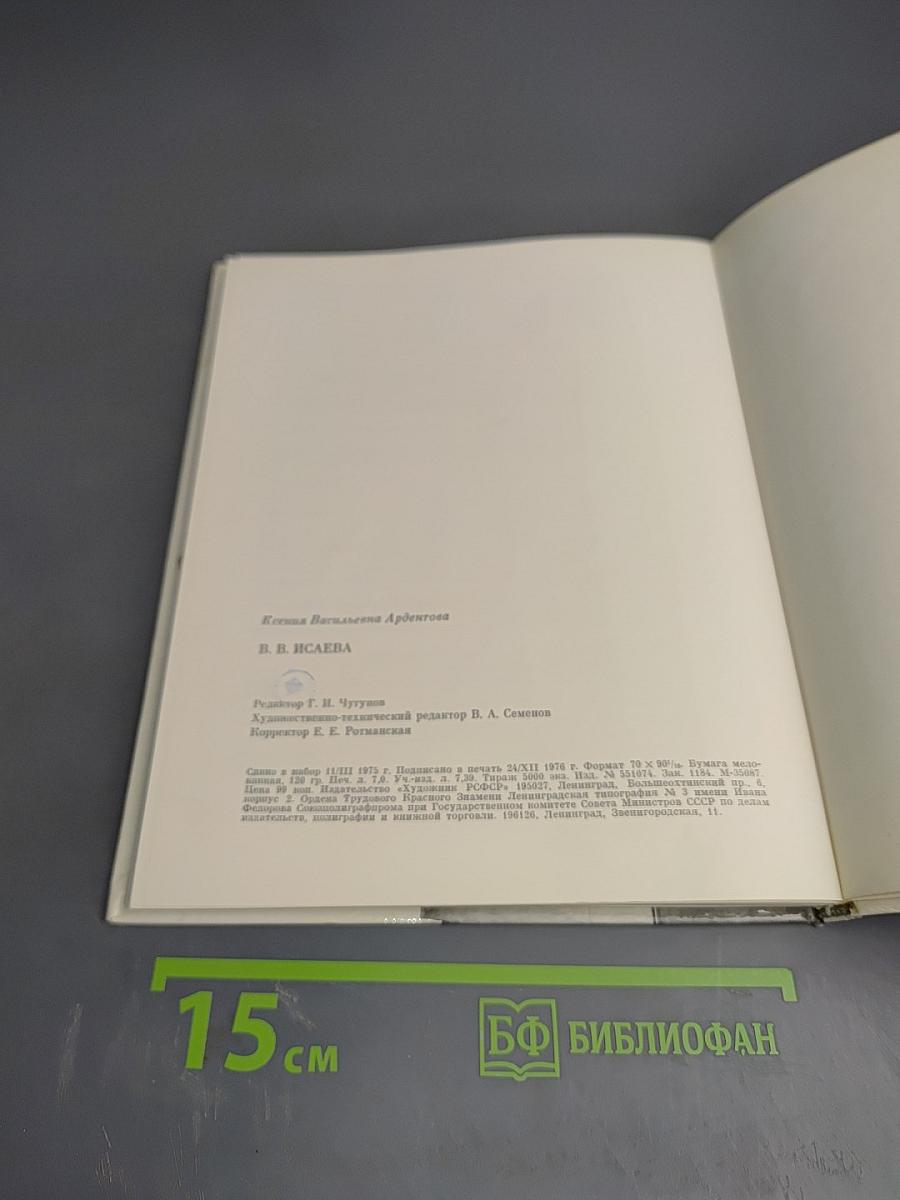 Ксения Васильевна Арденгова
В. В. ИСАЕВА
Редактор Г. И. Чугунов
Художественно-технический редактор В. А. Семенов
Корректор Е. Е. Ротманская
Сдано в набор 11/III 1975 г. Подписано в печать 24/XII 1976 г. Формат 70 × 90¹/₁₆. Бумага мело-
ванная, 120 гр. Печ. л. 7,0. Уч.-изд. л. 7,39. Тираж 5000 экз. Изд. № 551074. Зак. 1184. М-35087.
Цена 99 коп. Издательство «Художник РСФСР» 195027, Ленинград, Большеохтинский пр., 6,
корпус 2. Ордена Трудового Красного Знамени Ленинградская типография № 3 имени Ивана
Федорова Союзполиграфпрома при Государственном комитете Совета Министров СССР по делам
издательств, полиграфии и книжной торговли. 196126, Ленинград, Звенигородская, 11.
15 см
БФ БИБЛИОФАН